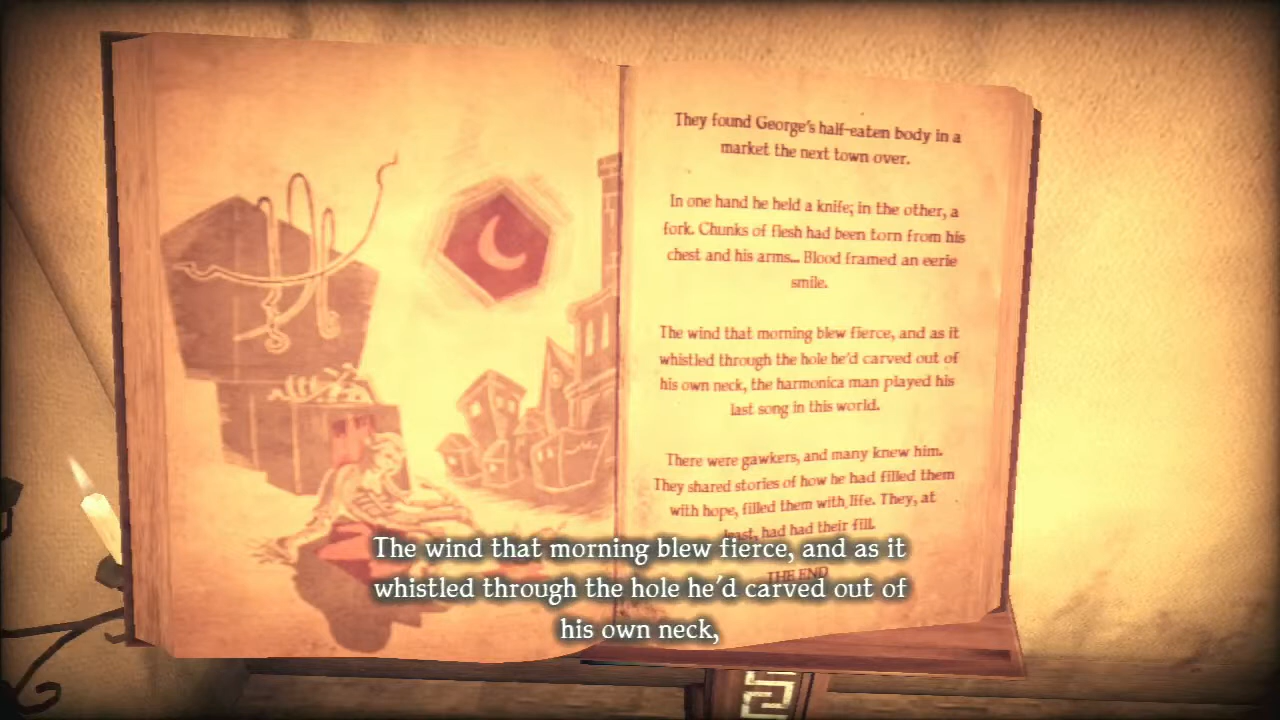 They found George's half-eaten body in a
market the next town over.
In one hand he held a knife; in the other, a
fork. Chunks of flesh had been torn from his
chest and his arms... Blood framed an eerie
smile.
The wind that morning blew fierce, and as it
whistled through the hole he'd carved out of
his own neck, the harmonica man played his
last song in this world.
There were gawkers, and many knew him.
They shared stories of how he had filled them
with hope, filled them with life. They, at
least, had had their fill.
THE END
The wind that morning blew fierce, and as it
whistled through the hole he'd carved out of
his own neck,